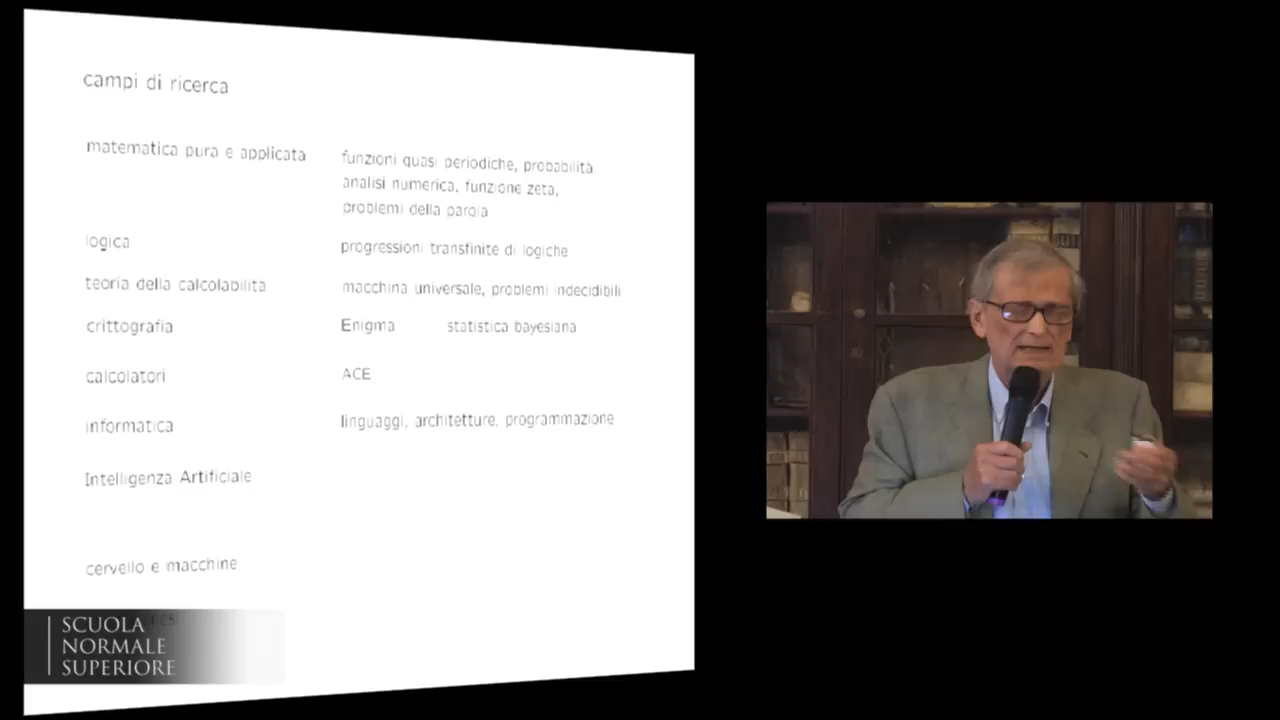 campi di ricerca
matematica pura e applicata
funzioni quasi periodiche, probabilità
analisi numerica, funzione zeta,
problemi della parola
logica
progressioni transfinite di logiche
teoria della calcolabilità
macchina universale, problemi indecidibili
crittografia
Enigma statistica bayesiana
calcolatori
ACE
informatica
linguaggi, architetture, programmazione
Intelligenza Artificiale
cervello e macchine
SCUOLA
NORMALE
SUPERIORE